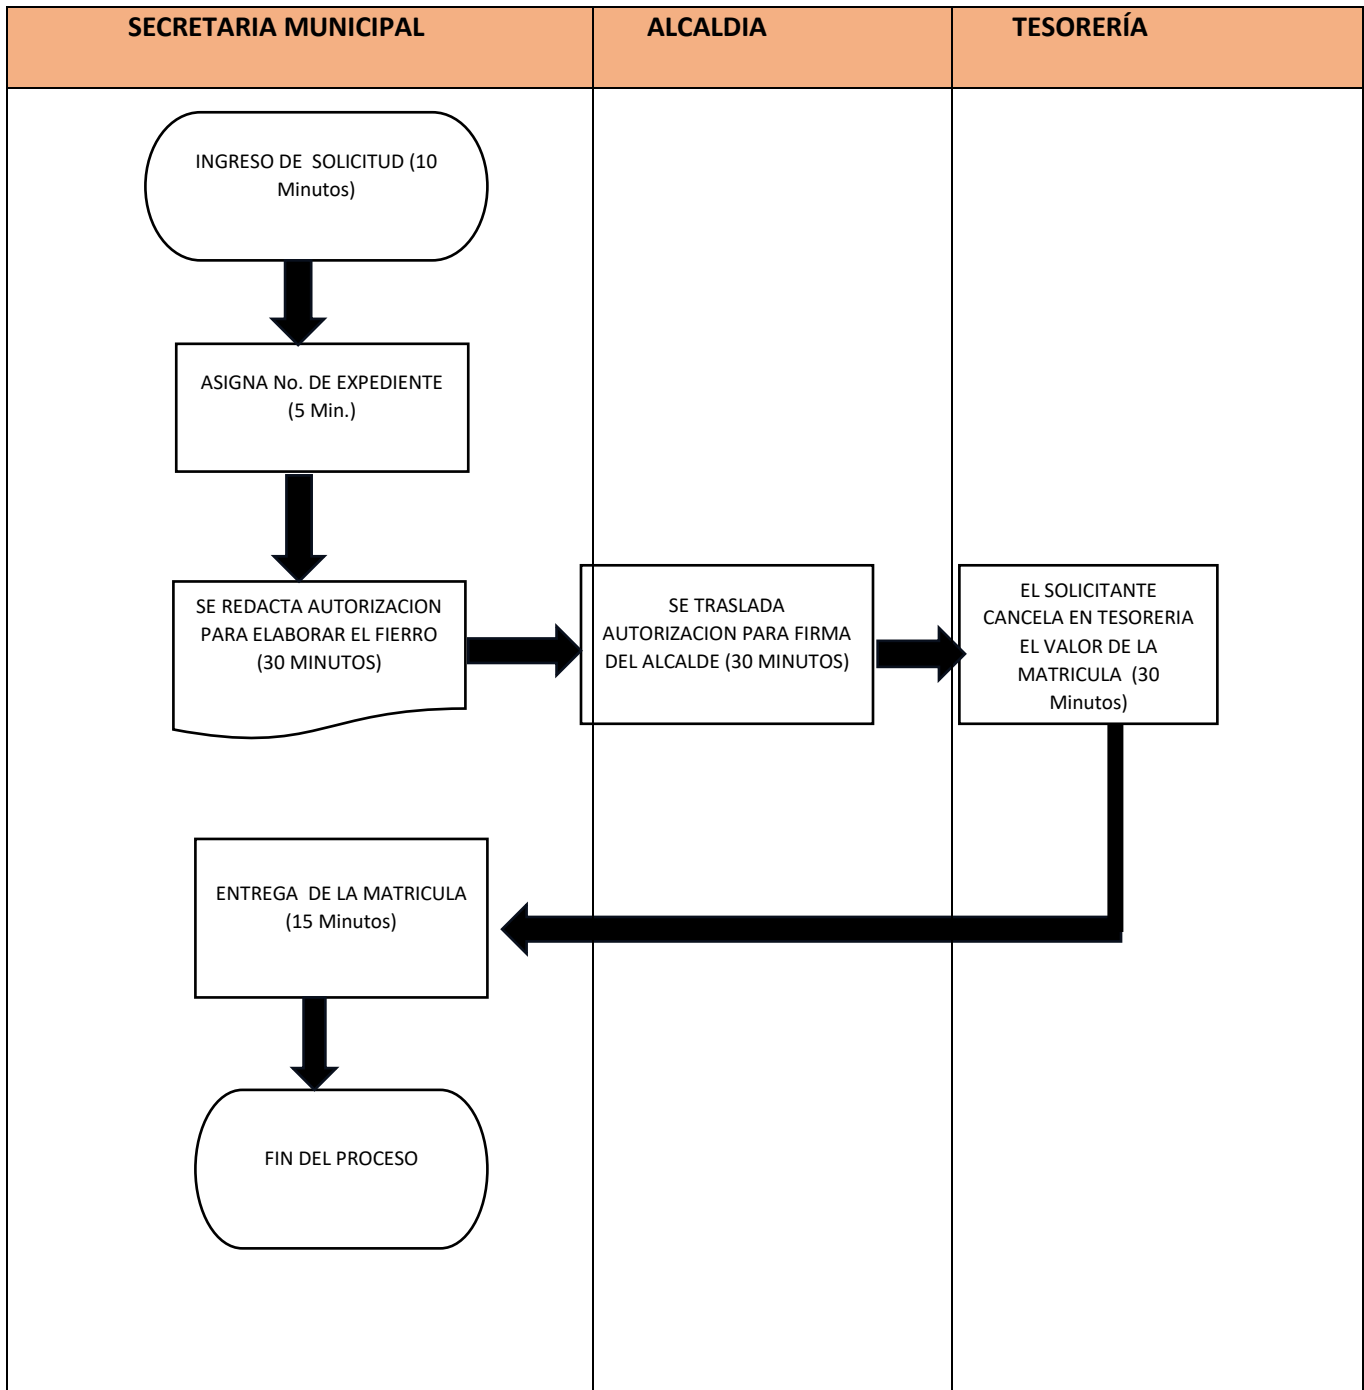 SECRETARIA MUNICIPAL
ALCALDIA
TESORERÍA
INGRESO DE SOLICITUD (10
Minutos)
ASIGNA No. DE EXPEDIENTE
(5 Min.)
SE REDACTA AUTORIZACION
PARA ELABORAR EL FIERRO
(30 MINUTOS)
SE TRASLADA
AUTORIZACION PARA FIRMA
DEL ALCALDE (30 MINUTOS)
EL SOLICITANTE
CANCELA EN TESORERIA
EL VALOR DE LA
MATRICULA (30
Minutos)
ENTREGA DE LA MATRICULA
(15 Minutos)
FIN DEL PROCESO